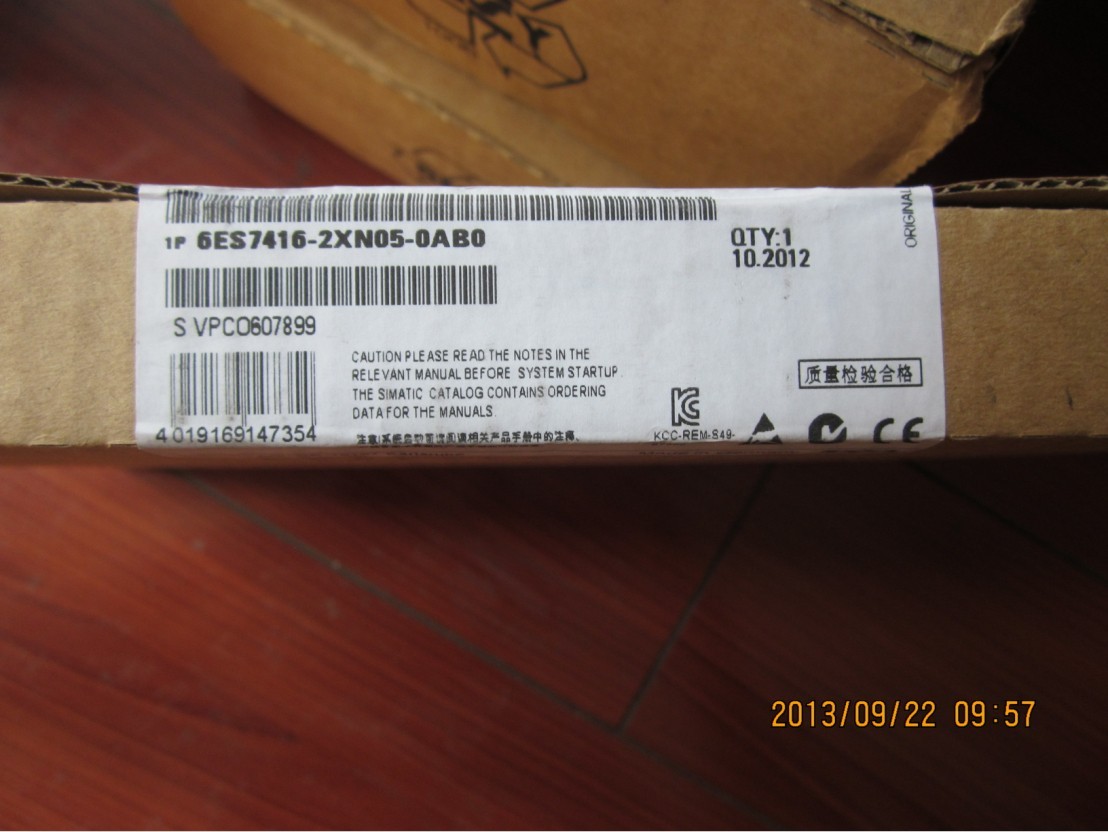 ORIGINAL
1P 6ES7416-2XN05-0AB0
QTY:1
10.2012
S VPCO607899
CAUTION PLEASE READ THE NOTES IN THE
RELEVANT MANUAL BEFORE SYSTEM STARTUP.
THE SIMATIC CATALOG CONTAINS ORDERING
DATA FOR THE MANUALS.
质量检验合格
4 019169147354
KCC-REM-S49-
CE
2013/09/22 09:57